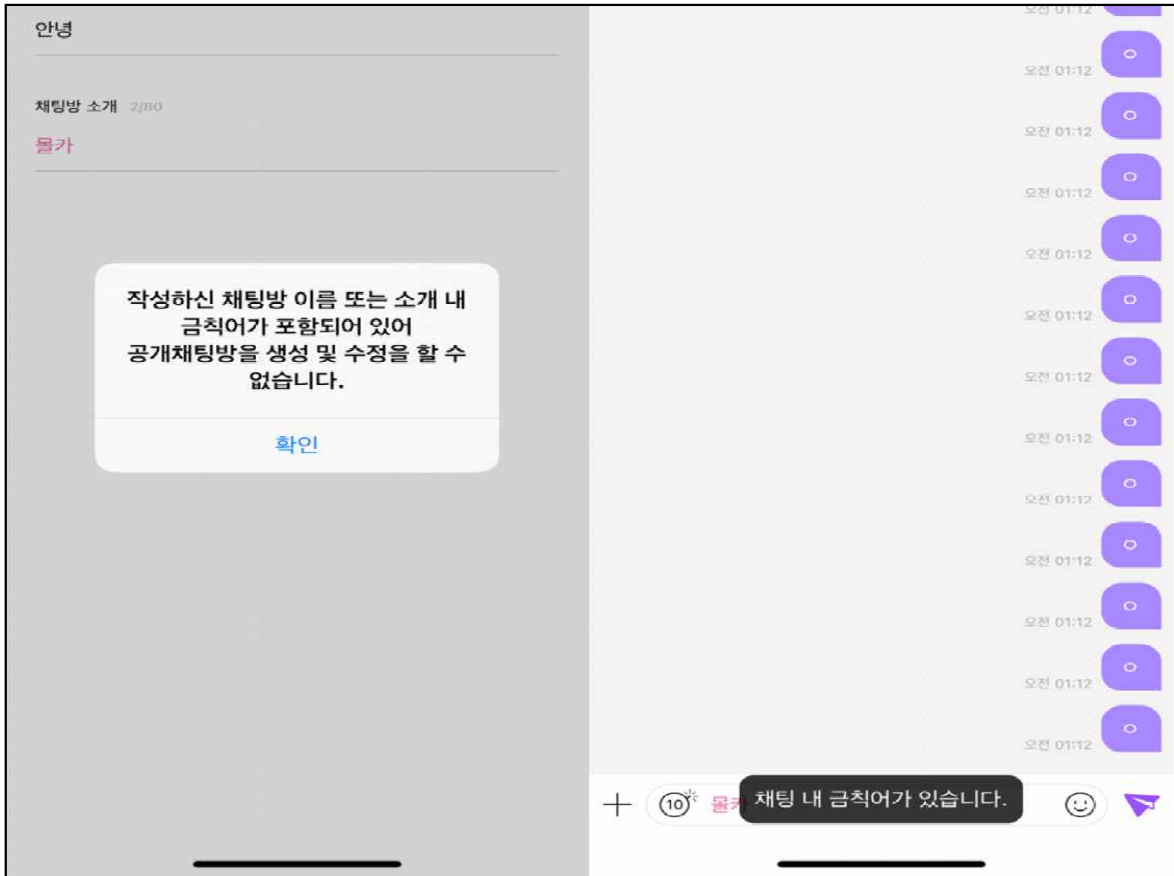 안녕
채팅방 소개 2/80
몰카
작성하신 채팅방 이름 또는 소개 내
금칙어가 포함되어 있어
공개채팅방을 생성 및 수정을 할 수
없습니다.
확인
오전 01:12
ㅇ
오전 01:12
ㅇ
오전 01:12
ㅇ
오전 01:12
ㅇ
오전 01:12
ㅇ
오전 01:12
ㅇ
오전 01:12
ㅇ
오전 01:12
ㅇ
오전 01:12
ㅇ
오전 01:12
ㅇ
오전 01:12
ㅇ
오전 01:12
ㅇ
오전 01:12
10 몰카
채팅 내 금칙어가 있습니다.